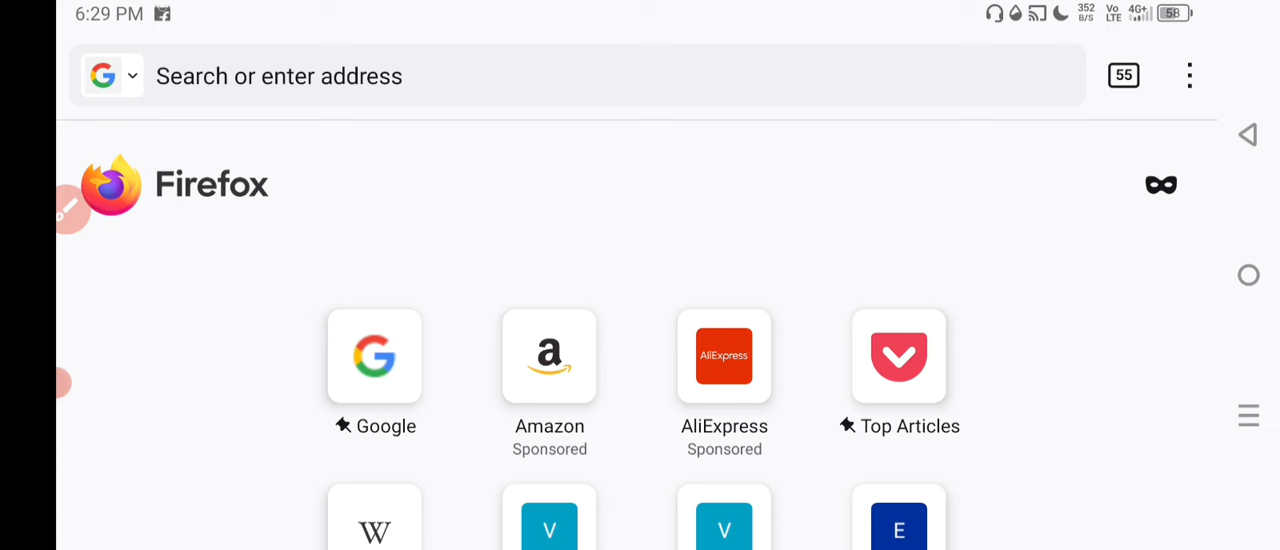 6:29 PM 352 B/S Vo LTE 4G+ 58
Search or enter address 55
Firefox
a AliExpress
Google Amazon AliExpress Top Articles
Sponsored Sponsored
W V V E